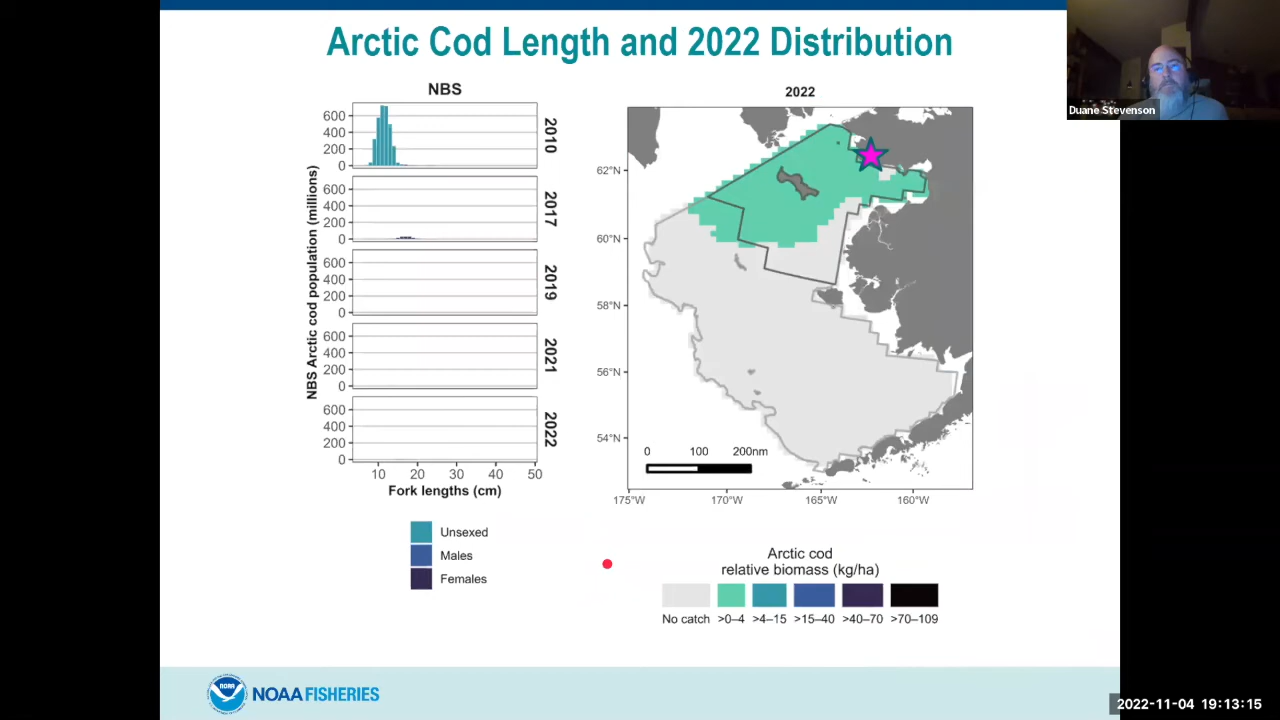 Arctic Cod Length and 2022 Distribution
Duane Stevenson
NBS
NBS Arctic cod population (millions)
600
400
200
0
2010
600
400
200
0
2017
600
400
200
0
2019
600
400
200
0
2021
600
400
200
0
2022
10 20 30 40 50
Fork lengths (cm)
Unsexed
Males
Females
2022
62°N
60°N
58°N
56°N
54°N
0 100 200nm
175°W 170°W 165°W 160°W
Arctic cod
relative biomass (kg/ha)
No catch >0–4 >4–15 >15–40 >40–70 >70–109
NOAA
NOAA FISHERIES
2022-11-04 19:13:15